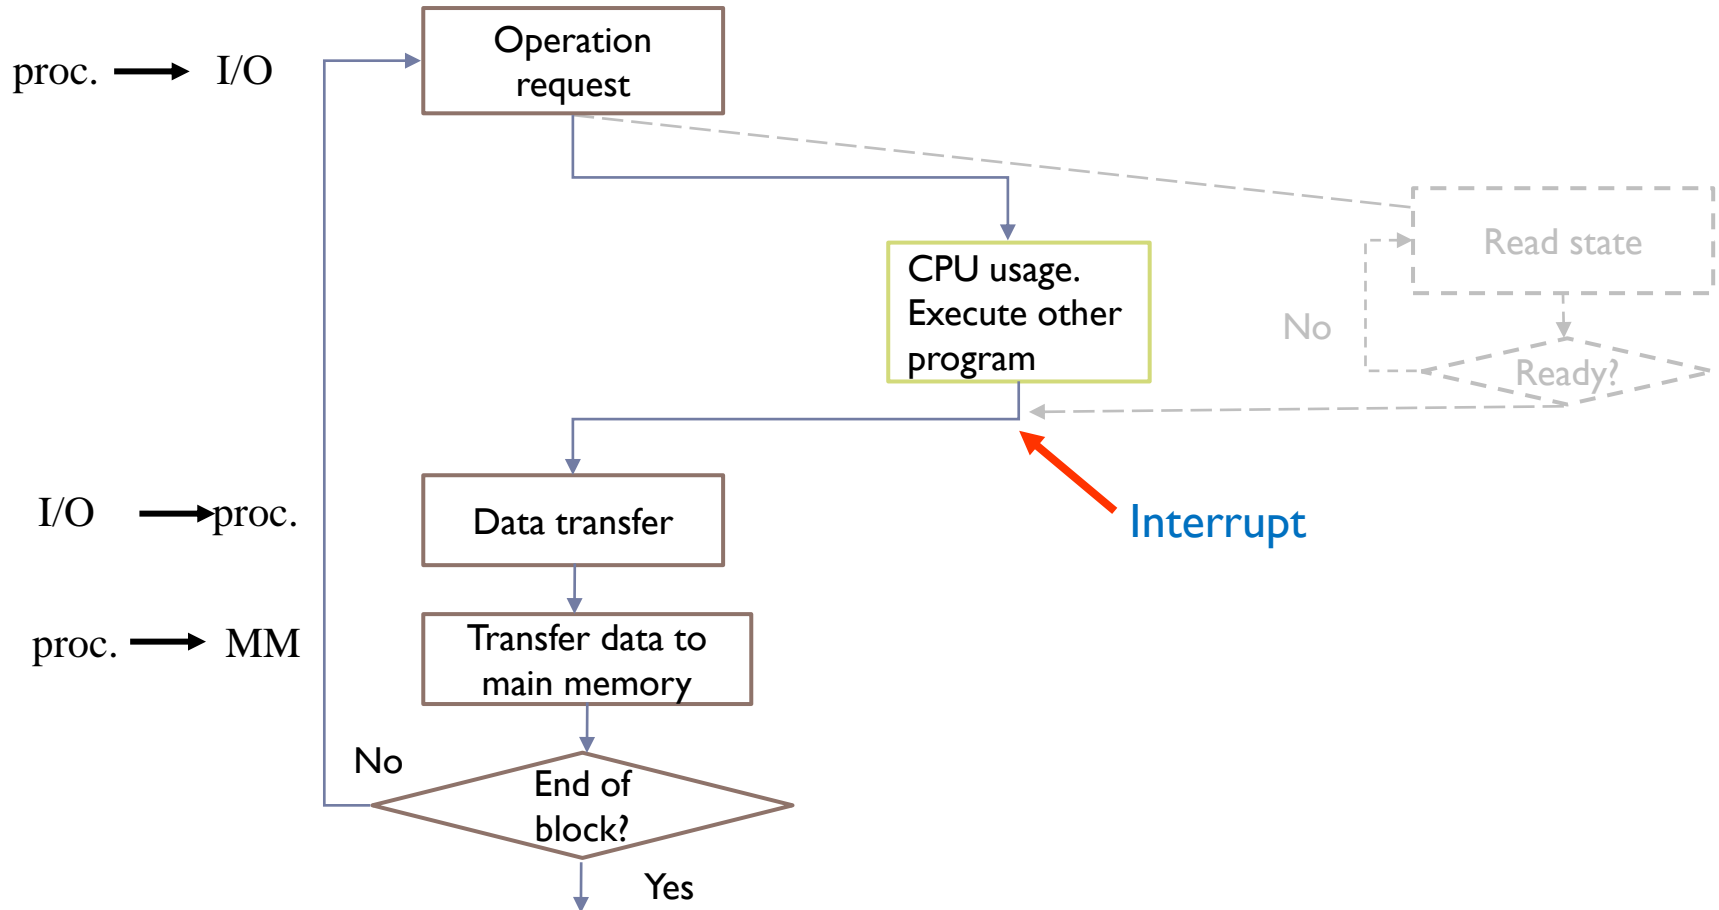 Operation
request
proc. I/O
CPU usage.
Execute other
program
Read state
No
Ready?
I/O proc.
Data transfer
Interrupt
proc. MM
Transfer data to
main memory
No
End of
block?
Yes